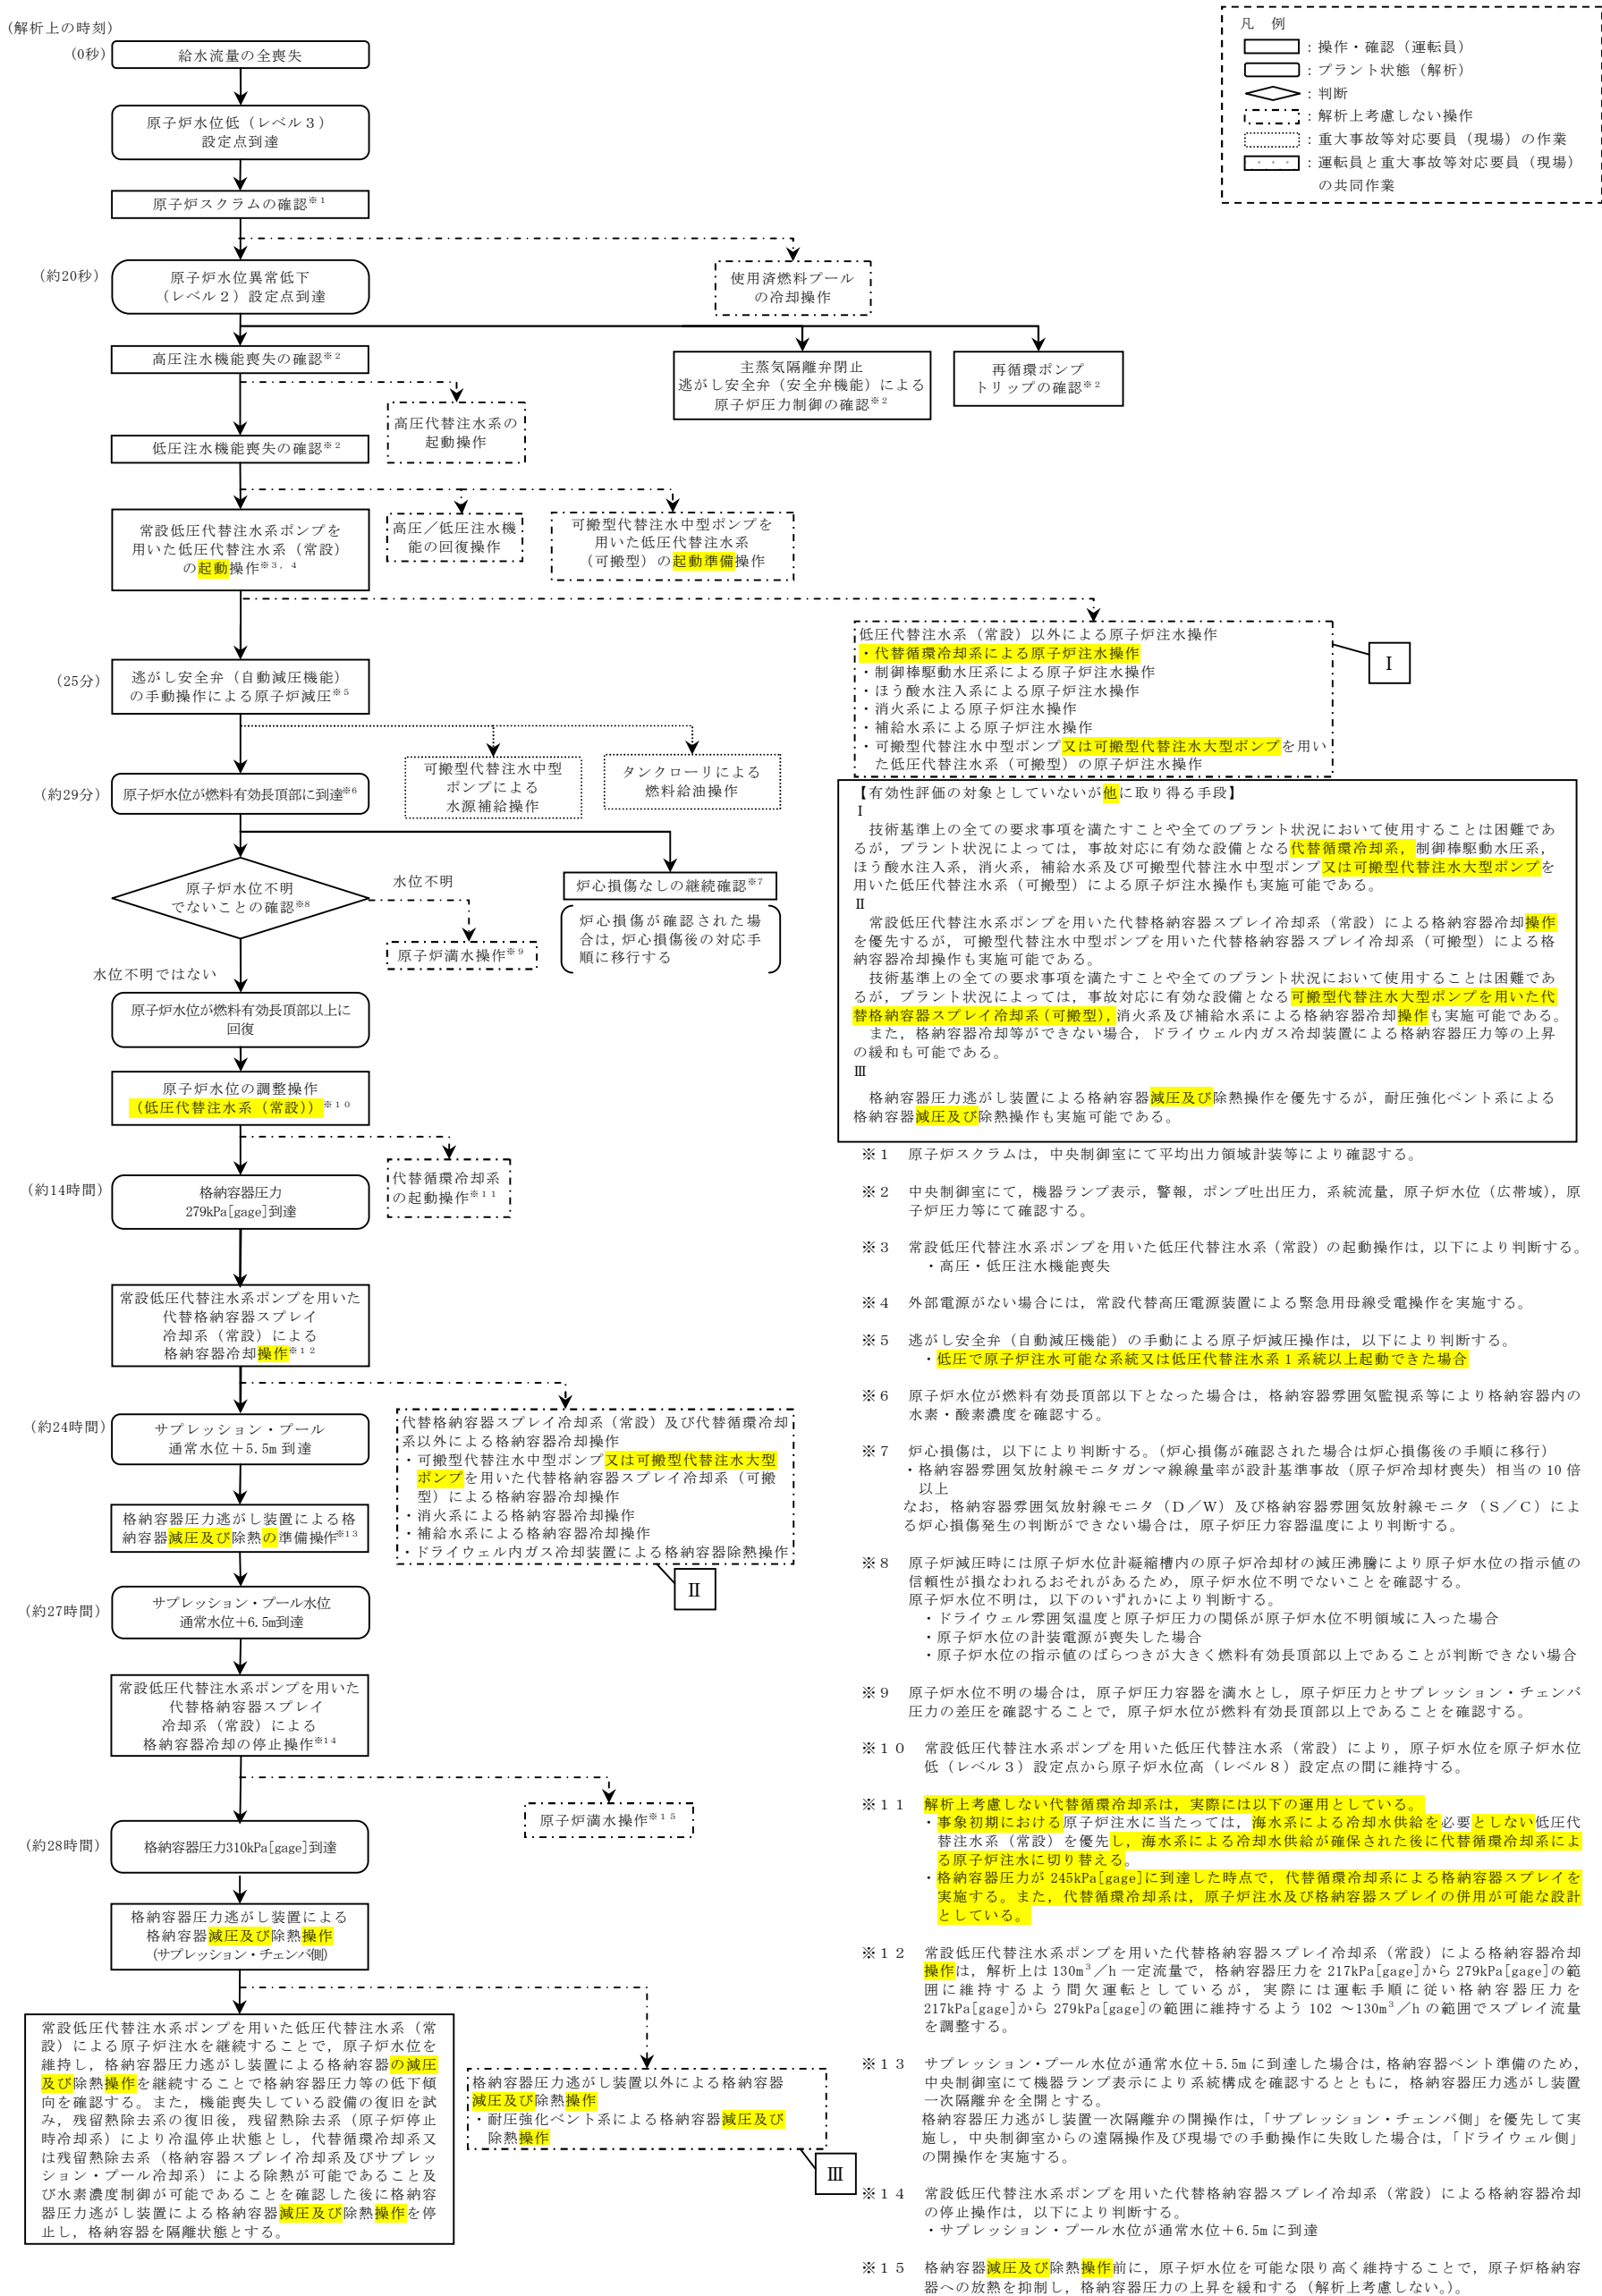 (解析上の時刻)
(0秒)
給水流量の全喪失
原子炉水位低（レベル３）
設定点到達
原子炉スクラムの確認※１
(約20秒)
原子炉水位異常低下
（レベル２）設定点到達
使用済燃料プール
の冷却操作
高圧注水機能喪失の確認※２
主蒸気隔離弁閉止
逃がし安全弁（安全弁機能）による
原子炉圧力制御の確認※２
再循環ポンプ
トリップの確認※２
高圧代替注水系の
起動操作
低圧注水機能喪失の確認※２
常設低圧代替注水系ポンプを
用いた低圧代替注水系（常設）
の起動操作※３，４
高圧／低圧注水機
能の回復操作
可搬型代替注水中型ポンプを
用いた低圧代替注水系
（可搬型）の起動準備操作
(25分)
逃がし安全弁（自動減圧機能）
の手動操作による原子炉減圧※５
可搬型代替注水中型
ポンプによる
水源補給操作
タンクローリによる
燃料給油操作
(約29分)
原子炉水位が燃料有効長頂部に到達※6
原子炉水位不明
でないことの確認※8
水位不明
原子炉満水操作※９
炉心損傷なしの継続確認※７
炉心損傷が確認された場
合は，炉心損傷後の対応手
順に移行する
水位不明ではない
原子炉水位が燃料有効長頂部以上に
回復
原子炉水位の調整操作
（低圧代替注水系（常設））※１０
代替循環冷却系
の起動操作※１１
(約14時間)
格納容器圧力
279kPa[gage]到達
常設低圧代替注水系ポンプを用いた
代替格納容器スプレイ
冷却系（常設）による
格納容器冷却操作※１２
(約24時間)
サプレッション・プール
通常水位＋5.5m 到達
代替格納容器スプレイ冷却系（常設）及び代替循環冷却
系以外による格納容器冷却操作
・可搬型代替注水中型ポンプ又は可搬型代替注水大型
ポンプを用いた代替格納容器スプレイ冷却系（可搬
型）による格納容器冷却操作
・消火系による格納容器冷却操作
・補給水系による格納容器冷却操作
・ドライウェル内ガス冷却装置による格納容器除熱操作
Ⅱ
格納容器圧力逃がし装置による格
納容器減圧及び除熱の準備操作※13
(約27時間)
サプレッション・プール水位
通常水位＋6.5m到達
常設低圧代替注水系ポンプを用いた
代替格納容器スプレイ
冷却系（常設）による
格納容器冷却の停止操作※１４
原子炉満水操作※１５
(約28時間)
格納容器圧力310kPa[gage]到達
格納容器圧力逃がし装置による
格納容器減圧及び除熱操作
(サプレッション・チェンバ側)
常設低圧代替注水系ポンプを用いた低圧代替注水系（常
設）による原子炉注水を継続することで，原子炉水位を
維持し，格納容器圧力逃がし装置による格納容器の減圧
及び除熱操作を継続することで格納容器圧力等の低下傾
向を確認する。また，機能喪失している設備の復旧を試
み，残留熱除去系の復旧後，残留熱除去系（原子炉停止
時冷却系）により冷温停止状態とし，代替循環冷却系又
は残留熱除去系（格納容器スプレイ冷却系及びサプレッ
ション・プール冷却系）による除熱が可能であること及
び水素濃度制御が可能であることを確認した後に格納容
器圧力逃がし装置による格納容器減圧及び除熱操作を停
止し，格納容器を隔離状態とする。
格納容器圧力逃がし装置以外による格納容器
減圧及び除熱操作
・耐圧強化ベント系による格納容器減圧及び
除熱操作
Ⅲ
凡　例
：操作・確認（運転員）
：プラント状態（解析）
：判断
：解析上考慮しない操作
：重大事故等対応要員（現場）の作業
：運転員と重大事故等対応要員（現場）
の共同作業
低圧代替注水系（常設）以外による原子炉注水操作
・代替循環冷却系による原子炉注水操作
・制御棒駆動水圧系による原子炉注水操作
・ほう酸水注入系による原子炉注水操作
・消火系による原子炉注水操作
・補給水系による原子炉注水操作
・可搬型代替注水中型ポンプ又は可搬型代替注水大型ポンプを用い
た低圧代替注水系（可搬型）の原子炉注水操作
Ⅰ
【有効性評価の対象としていないが他に取り得る手段】
Ⅰ
技術基準上の全ての要求事項を満たすことや全てのプラント状況において使用することは困難であ
るが，プラント状況によっては，事故対応に有効な設備となる代替循環冷却系，制御棒駆動水圧系，
ほう酸水注入系，消火系，補給水系及び可搬型代替注水中型ポンプ又は可搬型代替注水大型ポンプを
用いた低圧代替注水系（可搬型）による原子炉注水操作も実施可能である。
Ⅱ
常設低圧代替注水系ポンプを用いた代替格納容器スプレイ冷却系（常設）による格納容器冷却操作
を優先するが，可搬型代替注水中型ポンプを用いた代替格納容器スプレイ冷却系（可搬型）による格
納容器冷却操作も実施可能である。
技術基準上の全ての要求事項を満たすことや全てのプラント状況において使用することは困難であ
るが，プラント状況によっては，事故対応に有効な設備となる可搬型代替注水大型ポンプを用いた代
替格納容器スプレイ冷却系（可搬型），消火系及び補給水系による格納容器冷却操作も実施可能である。
また，格納容器冷却等ができない場合，ドライウェル内ガス冷却装置による格納容器圧力等の上昇
の緩和も可能である。
Ⅲ
格納容器圧力逃がし装置による格納容器減圧及び除熱操作を優先するが，耐圧強化ベント系による
格納容器減圧及び除熱操作も実施可能である。
※１　原子炉スクラムは，中央制御室にて平均出力領域計装等により確認する。
※２　中央制御室にて，機器ランプ表示，警報，ポンプ吐出圧力，系統流量，原子炉水位（広帯域），原
子炉圧力等にて確認する。
※３　常設低圧代替注水系ポンプを用いた低圧代替注水系（常設）の起動操作は，以下により判断する。
・高圧・低圧注水機能喪失
※４　外部電源がない場合には，常設代替高圧電源装置による緊急用母線受電操作を実施する。
※５　逃がし安全弁（自動減圧機能）の手動による原子炉減圧操作は，以下により判断する。
・低圧で原子炉注水可能な系統又は低圧代替注水系１系統以上起動できた場合
※６　原子炉水位が燃料有効長頂部以下となった場合は，格納容器雰囲気監視系等により格納容器内の
水素・酸素濃度を確認する。
※７　炉心損傷は，以下により判断する。（炉心損傷が確認された場合は炉心損傷後の手順に移行）
・格納容器雰囲気放射線モニタガンマ線線量率が設計基準事故（原子炉冷却材喪失）相当の 10 倍
以上
なお，格納容器雰囲気放射線モニタ（Ｄ／Ｗ）及び格納容器雰囲気放射線モニタ（Ｓ／Ｃ）によ
る炉心損傷発生の判断ができない場合は，原子炉圧力容器温度により判断する。
※８　原子炉減圧時には原子炉水位計凝縮槽内の原子炉冷却材の減圧沸騰により原子炉水位の指示値の
信頼性が損なわれるおそれがあるため，原子炉水位不明でないことを確認する。
原子炉水位不明は，以下のいずれかにより判断する。
・ドライウェル雰囲気温度と原子炉圧力の関係が原子炉水位不明領域に入った場合
・原子炉水位の計装電源が喪失した場合
・原子炉水位の指示値のばらつきが大きく燃料有効長頂部以上であることが判断できない場合
※９　原子炉水位不明の場合は，原子炉圧力容器を満水とし，原子炉圧力とサプレッション・チェンバ
圧力の差圧を確認することで，原子炉水位が燃料有効長頂部以上であることを確認する。
※１０　常設低圧代替注水系ポンプを用いた低圧代替注水系（常設）により，原子炉水位を原子炉水位
低（レベル３）設定点から原子炉水位高（レベル８）設定点の間に維持する。
※１１　解析上考慮しない代替循環冷却系は，実際には以下の運用としている。
・事象初期における原子炉注水に当たっては，海水系による冷却水供給を必要としない低圧代
替注水系（常設）を優先し，海水系による冷却水供給が確保された後に代替循環冷却系によ
る原子炉注水に切り替える。
・格納容器圧力が 245kPa[gage]に到達した時点で，代替循環冷却系による格納容器スプレイを
実施する。また，代替循環冷却系は，原子炉注水及び格納容器スプレイの併用が可能な設計
としている。
※１２　常設低圧代替注水系ポンプを用いた代替格納容器スプレイ冷却系（常設）による格納容器冷却
操作は，解析上は 130m³／h 一定流量で，格納容器圧力を 217kPa[gage]から 279kPa[gage]の範
囲に維持するよう間欠運転としているが，実際には運転手順に従い格納容器圧力を
217kPa[gage]から 279kPa[gage]の範囲に維持するよう 102 ～130m³／h の範囲でスプレイ流量
を調整する。
※１３　サプレッション・プール水位が通常水位＋5.5m に到達した場合は，格納容器ベント準備のため，
中央制御室にて機器ランプ表示により系統構成を確認するとともに，格納容器圧力逃がし装置
一次隔離弁を全開とする。
格納容器圧力逃がし装置一次隔離弁の開操作は，「サプレッション・チェンバ側」を優先して実
施し，中央制御室からの遠隔操作及び現場での手動操作に失敗した場合は，「ドライウェル側」
の開操作を実施する。
※１４　常設低圧代替注水系ポンプを用いた代替格納容器スプレイ冷却系（常設）による格納容器冷却
の停止操作は，以下により判断する。
・サプレッション・プール水位が通常水位＋6.5m に到達
※１５　格納容器減圧及び除熱操作前に，原子炉水位を可能な限り高く維持することで，原子炉格納容
器への放熱を抑制し，格納容器圧力の上昇を緩和する（解析上考慮しない。）。